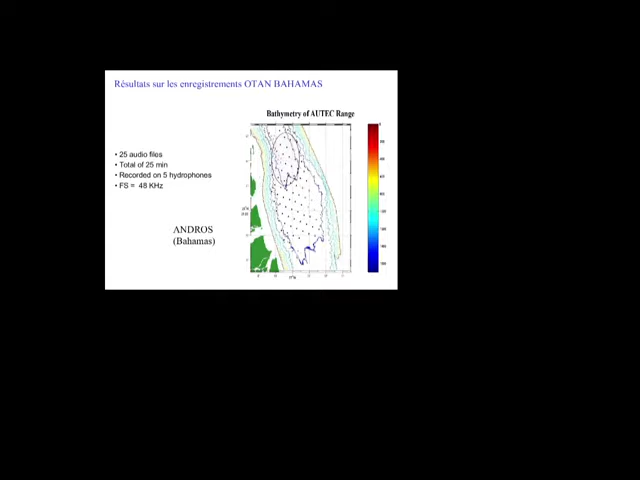 Résultats sur les enregistrements OTAN BAHAMAS
Bathymetry of AUTEC Range
• 25 audio files
• Total of 25 min
• Recorded on 5 hydrophones
• FS = 48 KHz
ANDROS
(Bahamas)